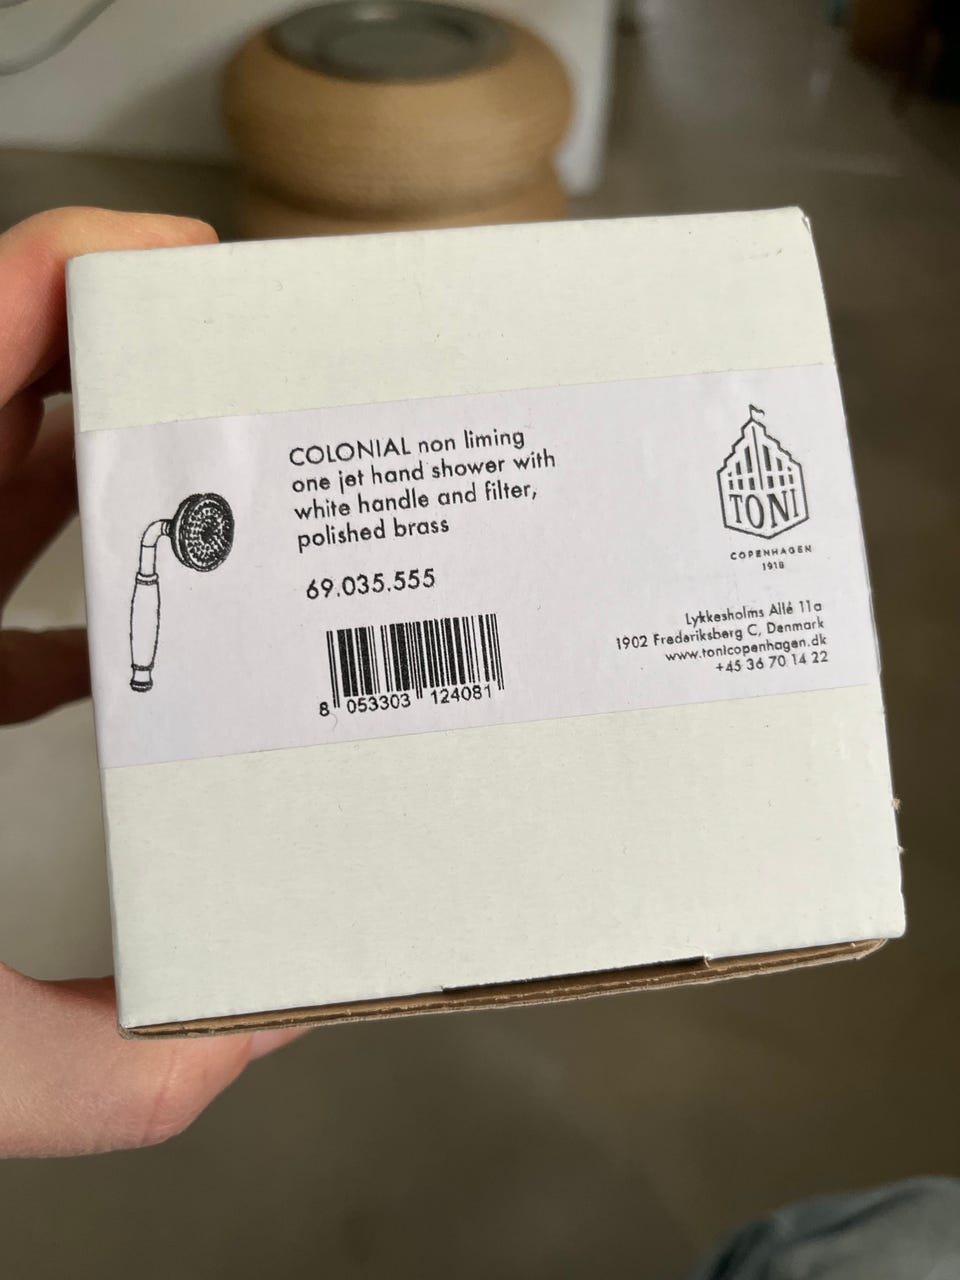 COLONIAL non liming
one jet hand shower with
white handle and filter,
polished brass
69.035.555
8 053303 124081
TONI
COPENHAGEN
1918
Lykkesholms Allé 11a
1902 Frederiksberg C, Denmark
www.tonicopenhagen.dk
+45 36 70 14 22